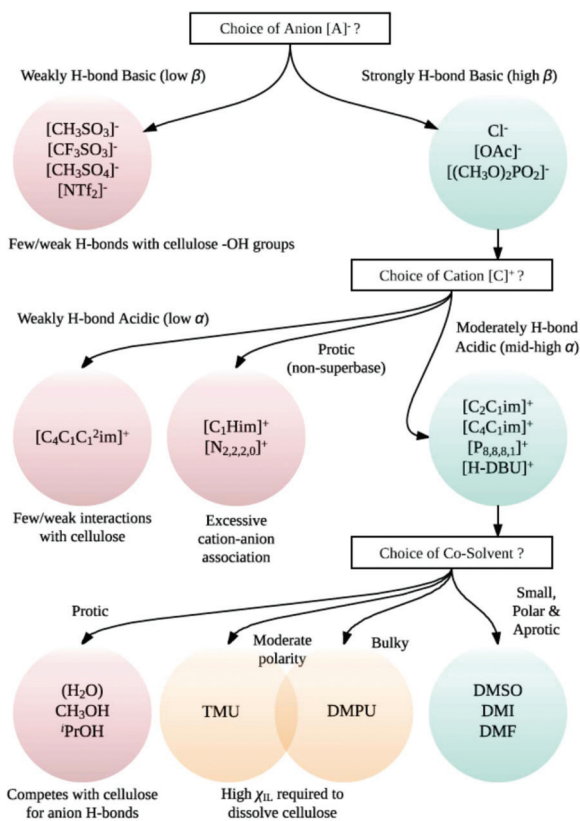 Choice of Anion [A]⁻ ?
Weakly H-bond Basic (low β)
Strongly H-bond Basic (high β)
[CH₃SO₃]⁻
[CF₃SO₃]⁻
[CH₃SO₄]⁻
[NTf₂]⁻
Cl⁻
[OAc]⁻
[(CH₃O)₂PO₂]⁻
Few/weak H-bonds with cellulose -OH groups
Choice of Cation [C]⁺ ?
Weakly H-bond Acidic (low α)
Protic
(non-superbase)
Moderately H-bond
Acidic (mid-high α)
[C₄C₁C₁²im]⁺
[C₁Him]⁺
[N₂,₂,₂,₀]⁺
[C₂C₁im]⁺
[C₄C₁im]⁺
[P₈,₈,₈,₁]⁺
[H-DBU]⁺
Few/weak interactions
with cellulose
Excessive
cation-anion
association
Choice of Co-Solvent ?
Protic
Moderate
polarity
Bulky
Small,
Polar &
Aprotic
(H₂O)
CH₃OH
ⁱPrOH
TMU
DMPU
DMSO
DMI
DMF
Competes with cellulose
for anion H-bonds
High χIL required to
dissolve cellulose